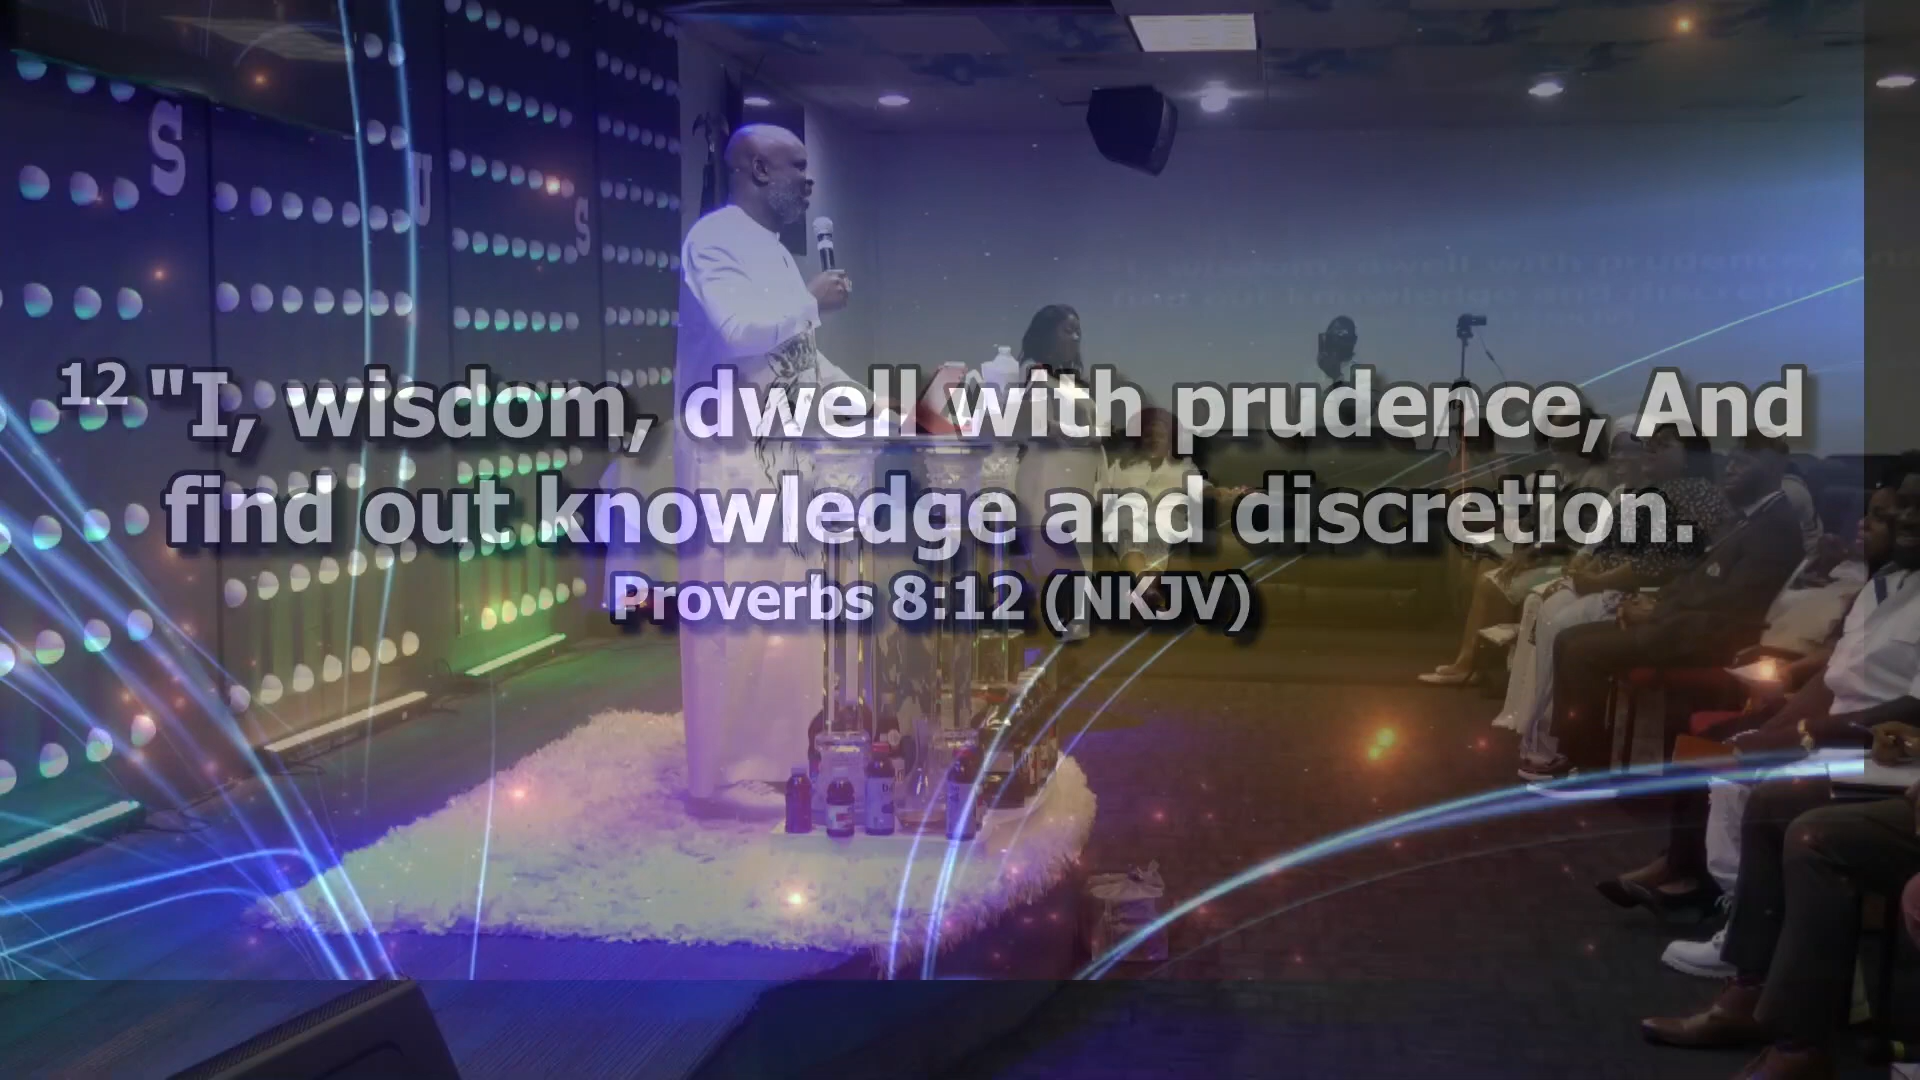 S
U
S
12 "I, wisdom, dwell with prudence, And
find out knowledge and discretion.
Proverbs 8:12 (NKJV)